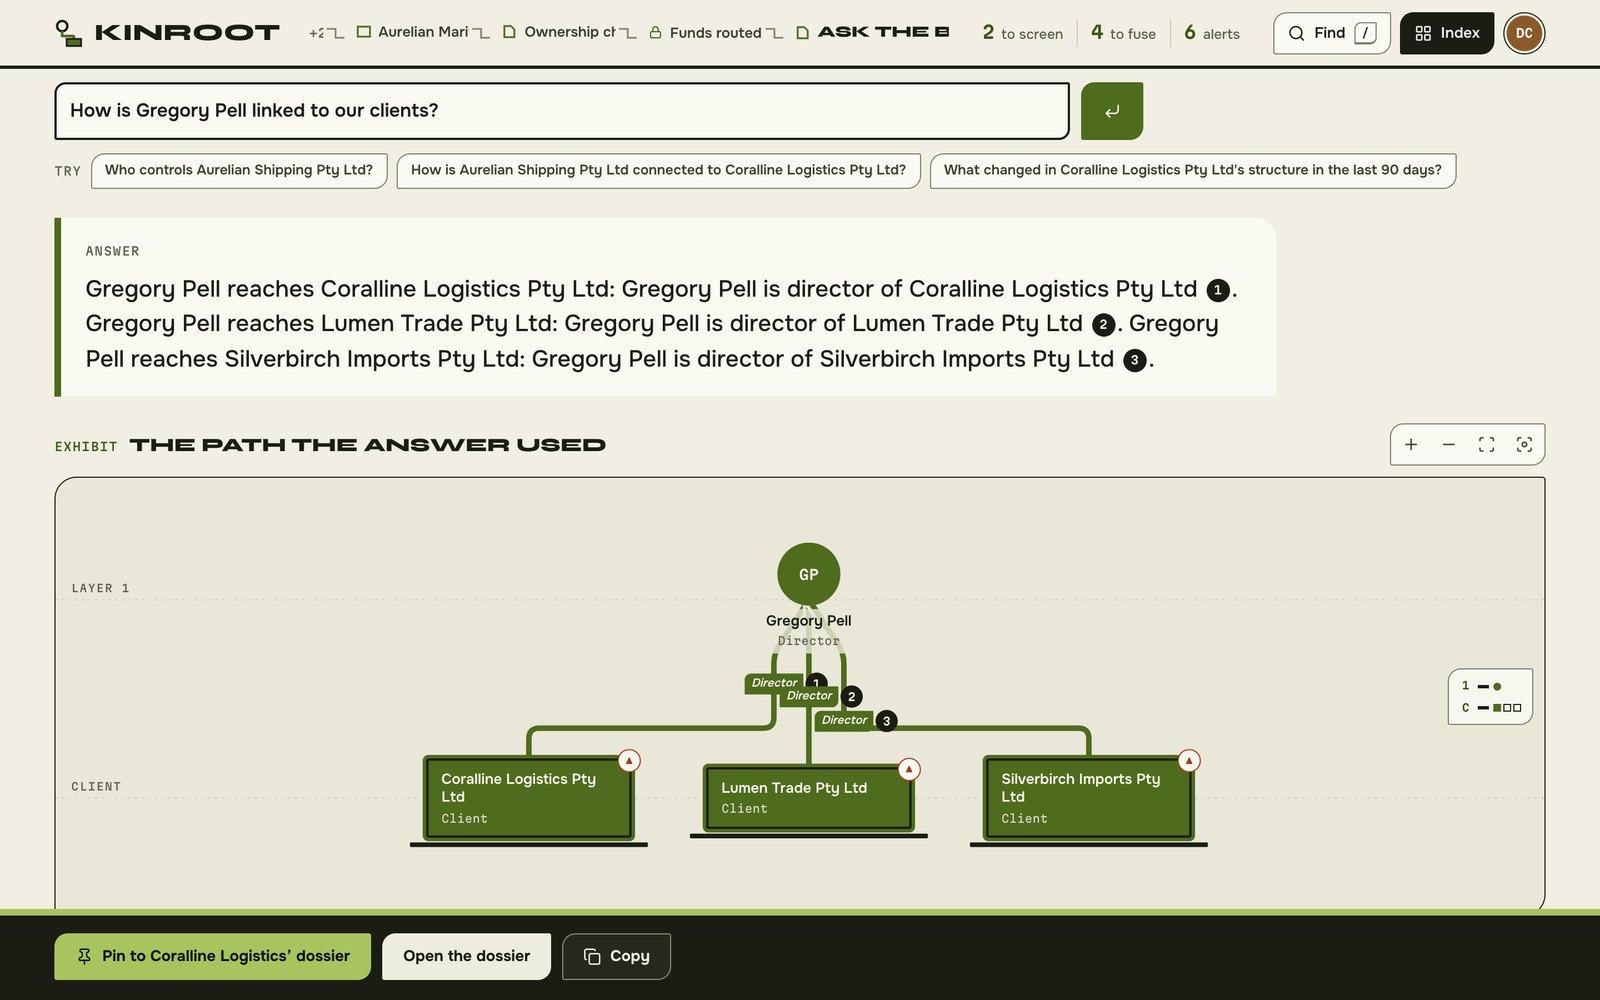 KINROOT
+2
Aurelian Mari
Ownership ch
Funds routed
ASK THE B
2 to screen
4 to fuse
6 alerts
Find /
Index
DC
How is Gregory Pell linked to our clients?
TRY
Who controls Aurelian Shipping Pty Ltd?
How is Aurelian Shipping Pty Ltd connected to Coralline Logistics Pty Ltd?
What changed in Coralline Logistics Pty Ltd's structure in the last 90 days?
ANSWER
Gregory Pell reaches Coralline Logistics Pty Ltd: Gregory Pell is director of Coralline Logistics Pty Ltd 1.
Gregory Pell reaches Lumen Trade Pty Ltd: Gregory Pell is director of Lumen Trade Pty Ltd 2. Gregory
Pell reaches Silverbirch Imports Pty Ltd: Gregory Pell is director of Silverbirch Imports Pty Ltd 3.
EXHIBIT THE PATH THE ANSWER USED
GP
LAYER 1
Gregory Pell
Director
Director 1
Director 2
Director 3
1
C
CLIENT
Coralline Logistics Pty
Ltd
Client
Lumen Trade Pty Ltd
Client
Silverbirch Imports Pty
Ltd
Client
Pin to Coralline Logistics’ dossier
Open the dossier
Copy